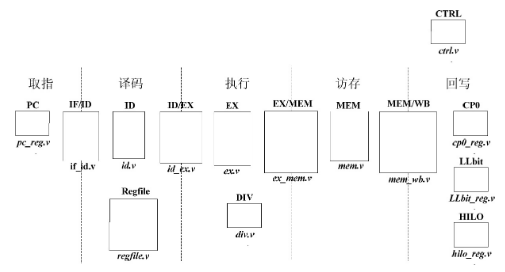 CTRL
ctrl.v
取指 译码 执行 访存 回写
PC IF/ID ID ID/EX EX EX/MEM MEM MEM/WB CP0
pc_reg.v if_id.v id.v id_ex.v ex.v ex_mem.v mem.v mem_wb.v cp0_reg.v
LLbit
LLbit_reg.v
Regfile DIV HILO
regfile.v div.v hilo_reg.v